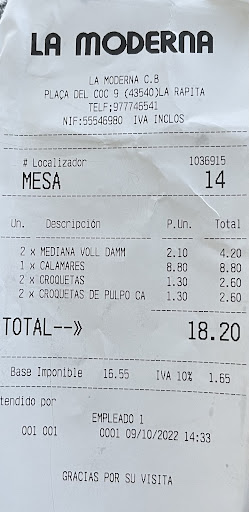 LA MODERNA
LA MODERNA C.B
PLAÇA DEL COC 9 (43540)LA RAPITA
TELF;977746541
NIF:55546980 IVA INCLOS
# Localizador 1036915
MESA 14
Un. Descripción P.Un. Total
2 x MEDIANA VOLL DAMM 2.10 4.20
1 x CALAMARES 8.80 8.80
2 x CROQUETAS 1.30 2.60
2 x CROQUETAS DE PULPO CA 1.30 2.60
TOTAL--» 18.20
Base Imponible 16.55 IVA 10% 1.65
tendido por
EMPLEADO 1
001 001 0001 09/10/2022 14:33
GRACIAS POR SU VISITA